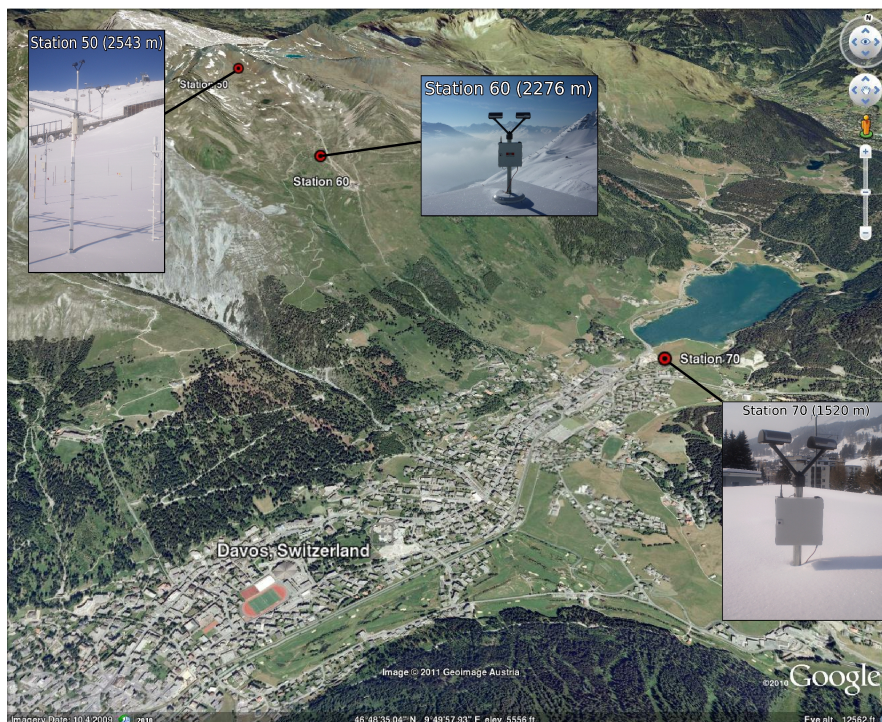 Station 50 (2543 m)
N
Station 50
Station 60 (2276 m)
Station 60
Station 70
Station 70 (1520 m)
Davos, Switzerland
Image © 2011 Geoimage Austria
©2010 Google
Imagery Date: 10.4.2009
46°48'35.04" N 9°49'57.93" E elev 5556 ft
Eye alt 12562 ft